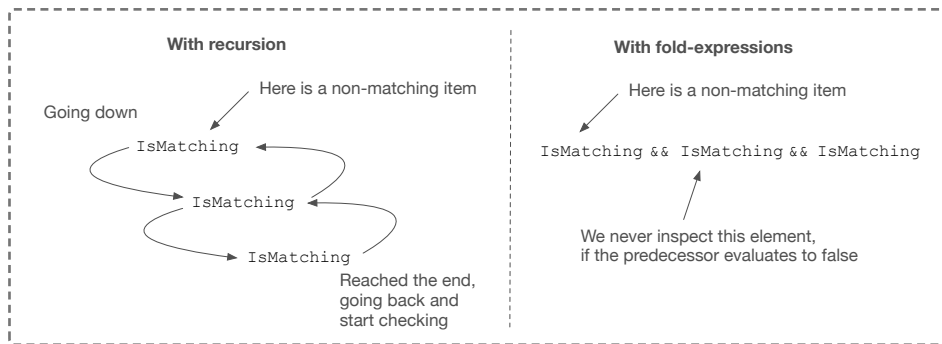 With recursion
Here is a non-matching item
Going down
IsMatching
IsMatching
IsMatching
Reached the end,
going back and
start checking
With fold-expressions
Here is a non-matching item
IsMatching && IsMatching && IsMatching
We never inspect this element,
if the predecessor evaluates to false